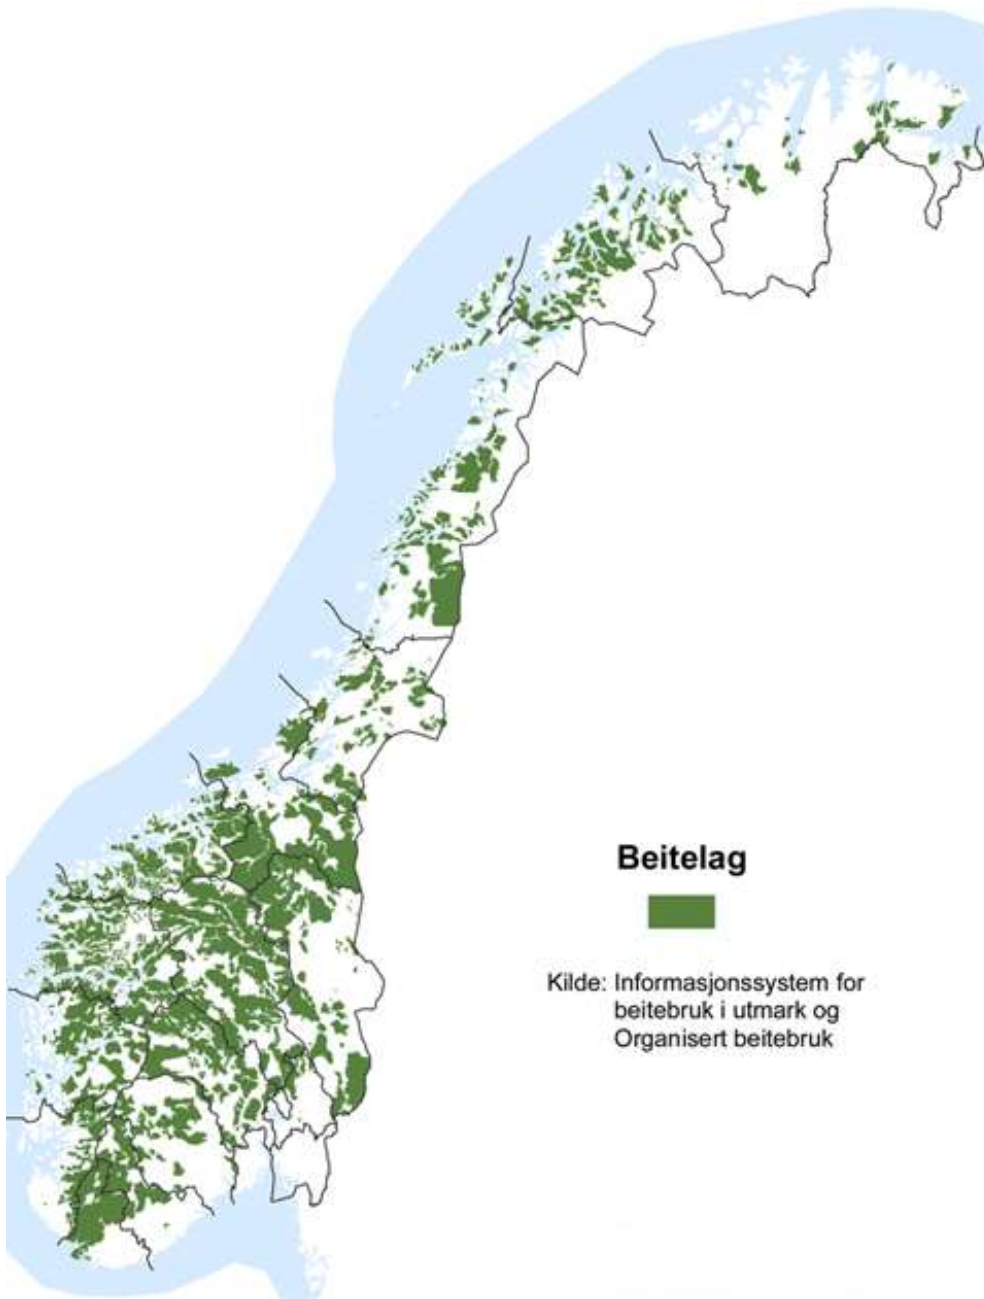 Beitelag
Kilde: Informasjonssystem for
beitebruk i utmark og
Organisert beitebruk